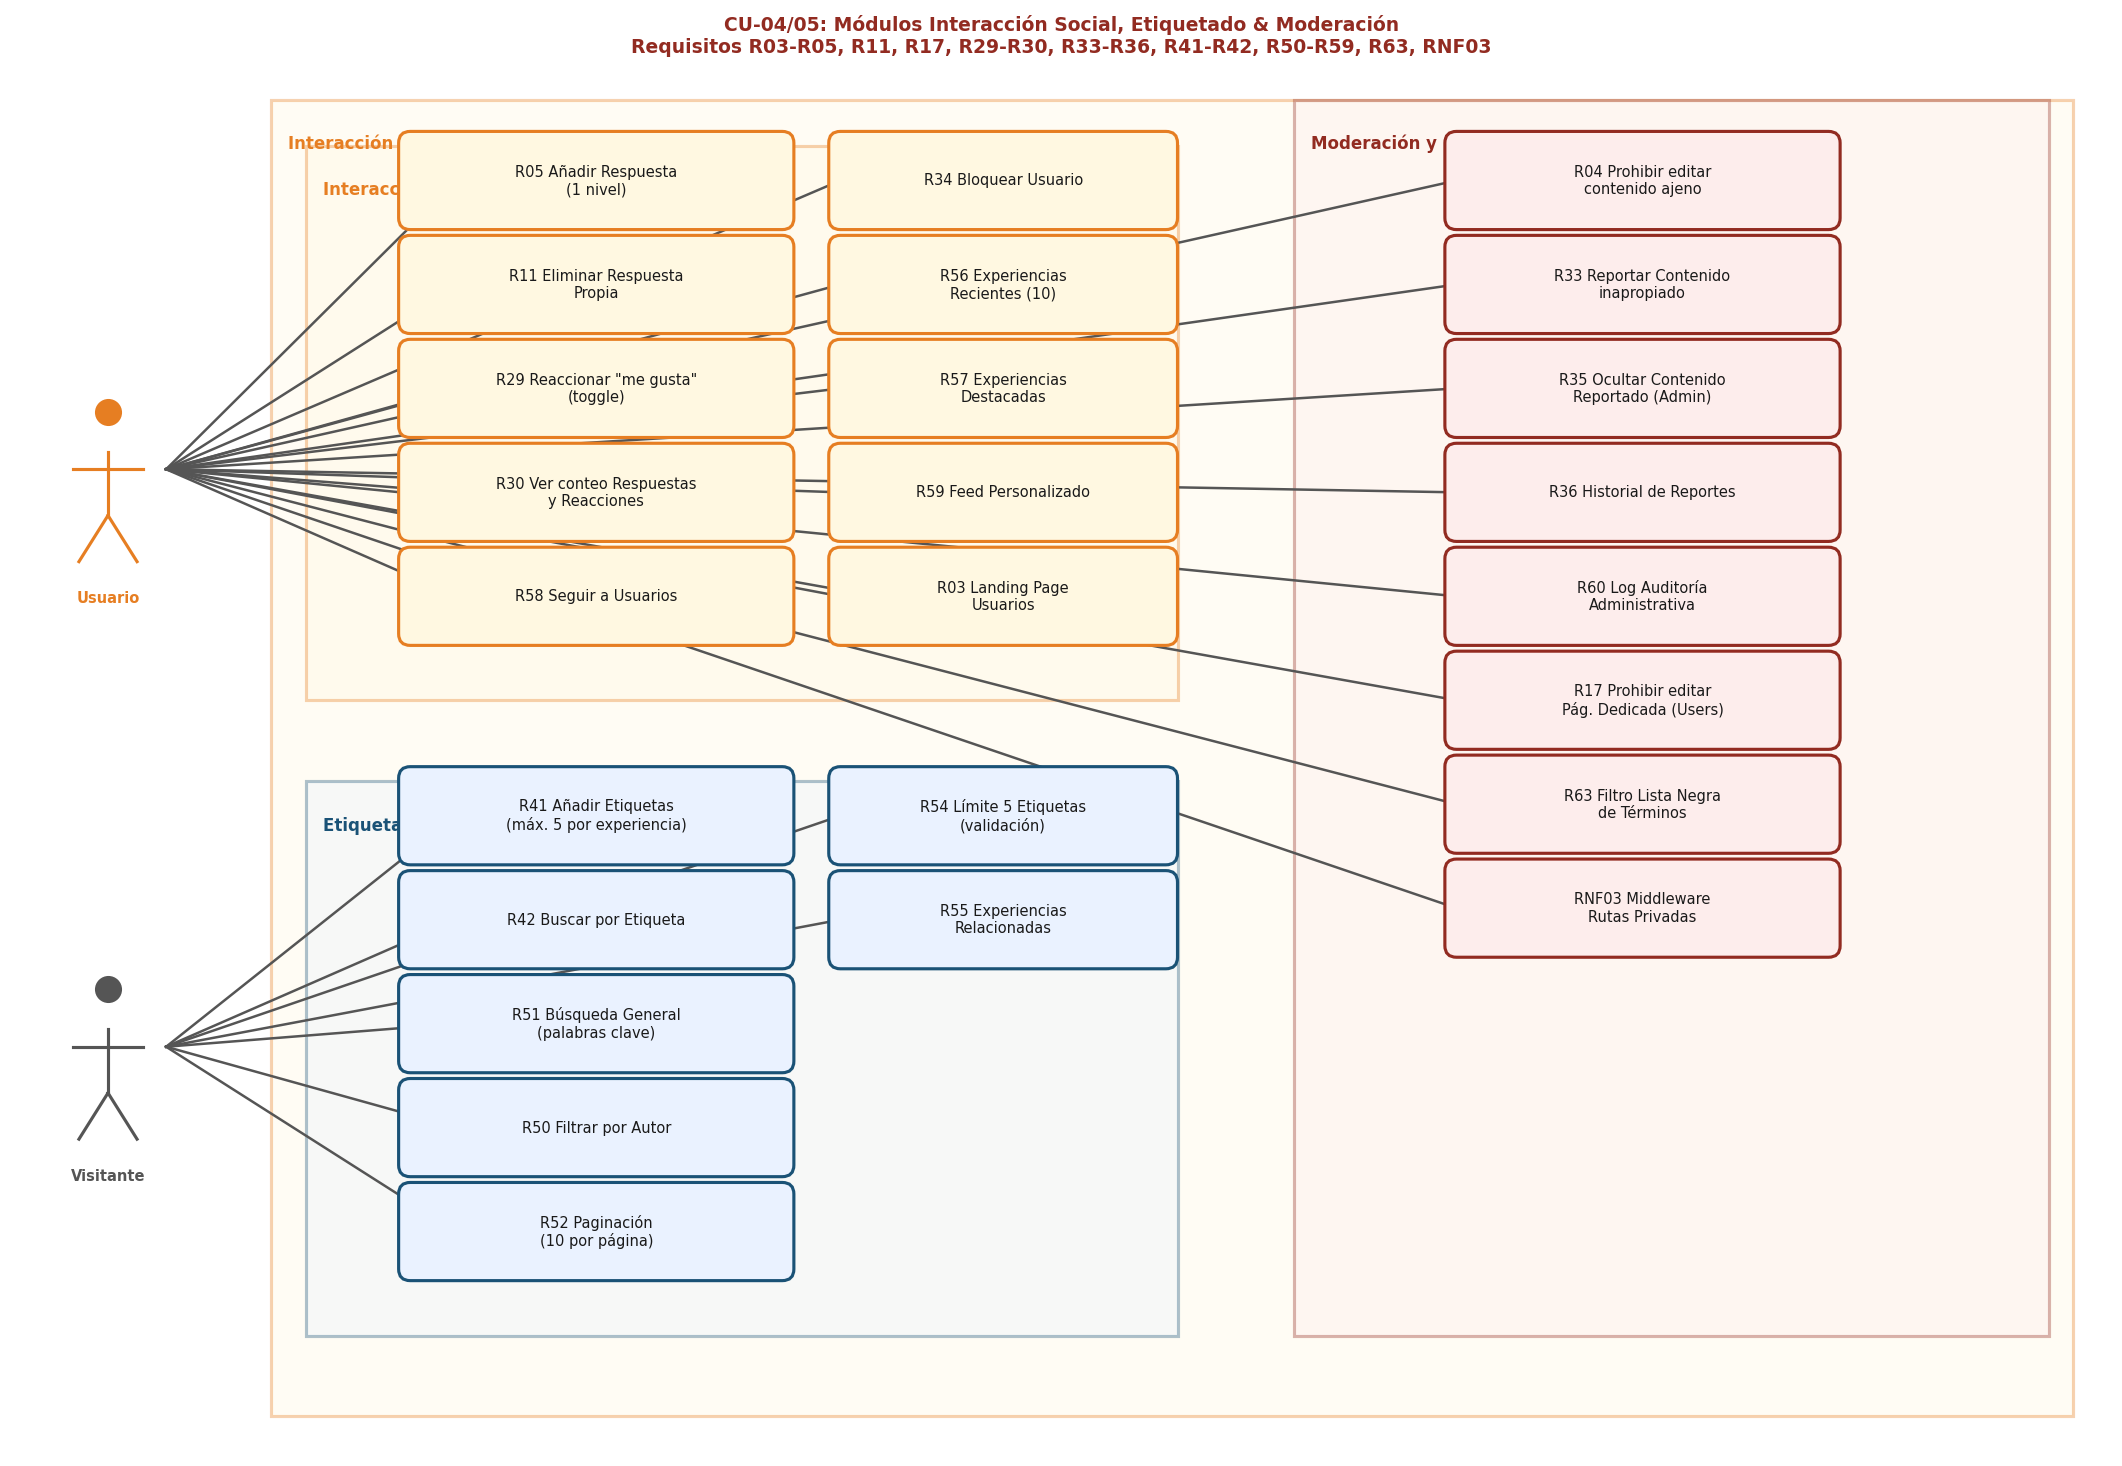 CU-04/05: Módulos Interacción Social, Etiquetado & Moderación
Requisitos R03-R05, R11, R17, R29-R30, R33-R36, R41-R42, R50-R59, R63, RNF03
Interacción
Interacc
R05 Añadir Respuesta
(1 nivel)
R34 Bloquear Usuario
R11 Eliminar Respuesta
Propia
R56 Experiencias
Recientes (10)
R29 Reaccionar "me gusta"
(toggle)
R57 Experiencias
Destacadas
R30 Ver conteo Respuestas
y Reacciones
R59 Feed Personalizado
R58 Seguir a Usuarios
R03 Landing Page
Usuarios
Usuario
Etiqueta
R41 Añadir Etiquetas
(máx. 5 por experiencia)
R54 Límite 5 Etiquetas
(validación)
R42 Buscar por Etiqueta
R55 Experiencias
Relacionadas
R51 Búsqueda General
(palabras clave)
R50 Filtrar por Autor
R52 Paginación
(10 por página)
Visitante
Moderación y
R04 Prohibir editar
contenido ajeno
R33 Reportar Contenido
inapropiado
R35 Ocultar Contenido
Reportado (Admin)
R36 Historial de Reportes
R60 Log Auditoría
Administrativa
R17 Prohibir editar
Pág. Dedicada (Users)
R63 Filtro Lista Negra
de Términos
RNF03 Middleware
Rutas Privadas